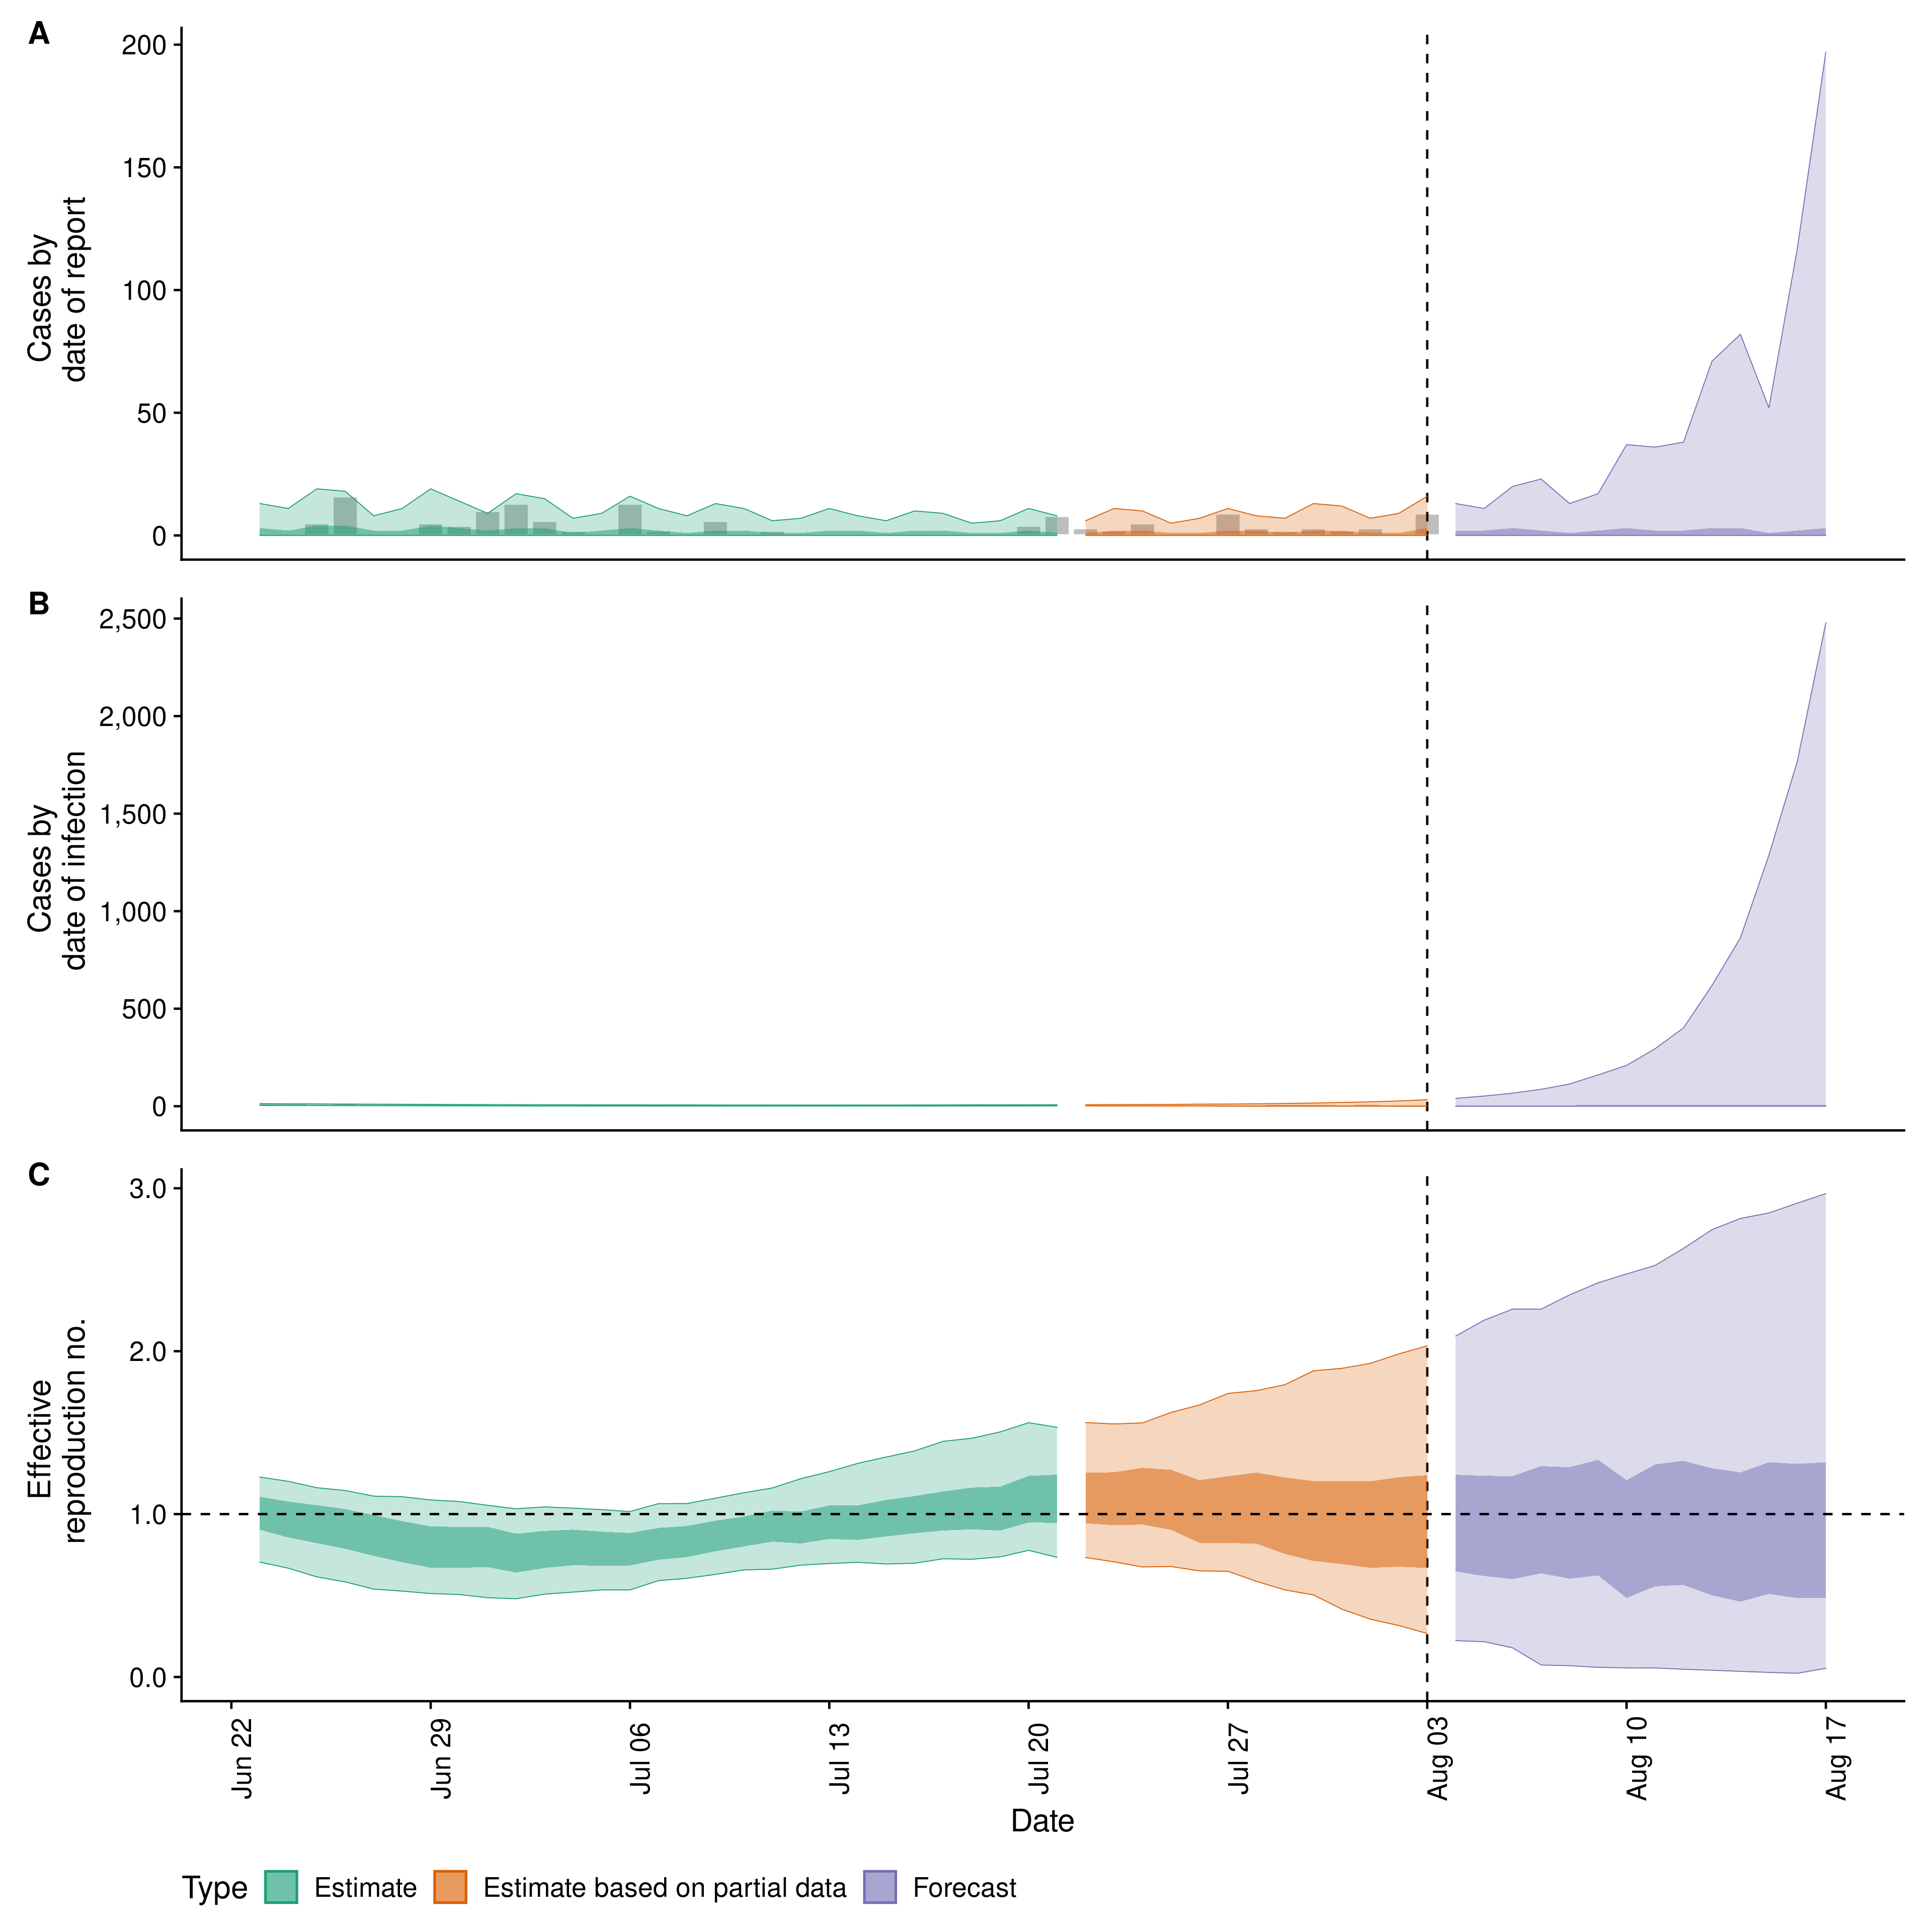 A
200
150
100
50
0
Cases by
date of report
B
2,500
2,000
1,500
1,000
500
0
Cases by
date of infection
C
3.0
2.0
1.0
0.0
Effective
reproduction no.
Jun 22
Jun 29
Jul 06
Jul 13
Jul 20
Jul 27
Aug 03
Aug 10
Aug 17
Date
Type Estimate Estimate based on partial data Forecast